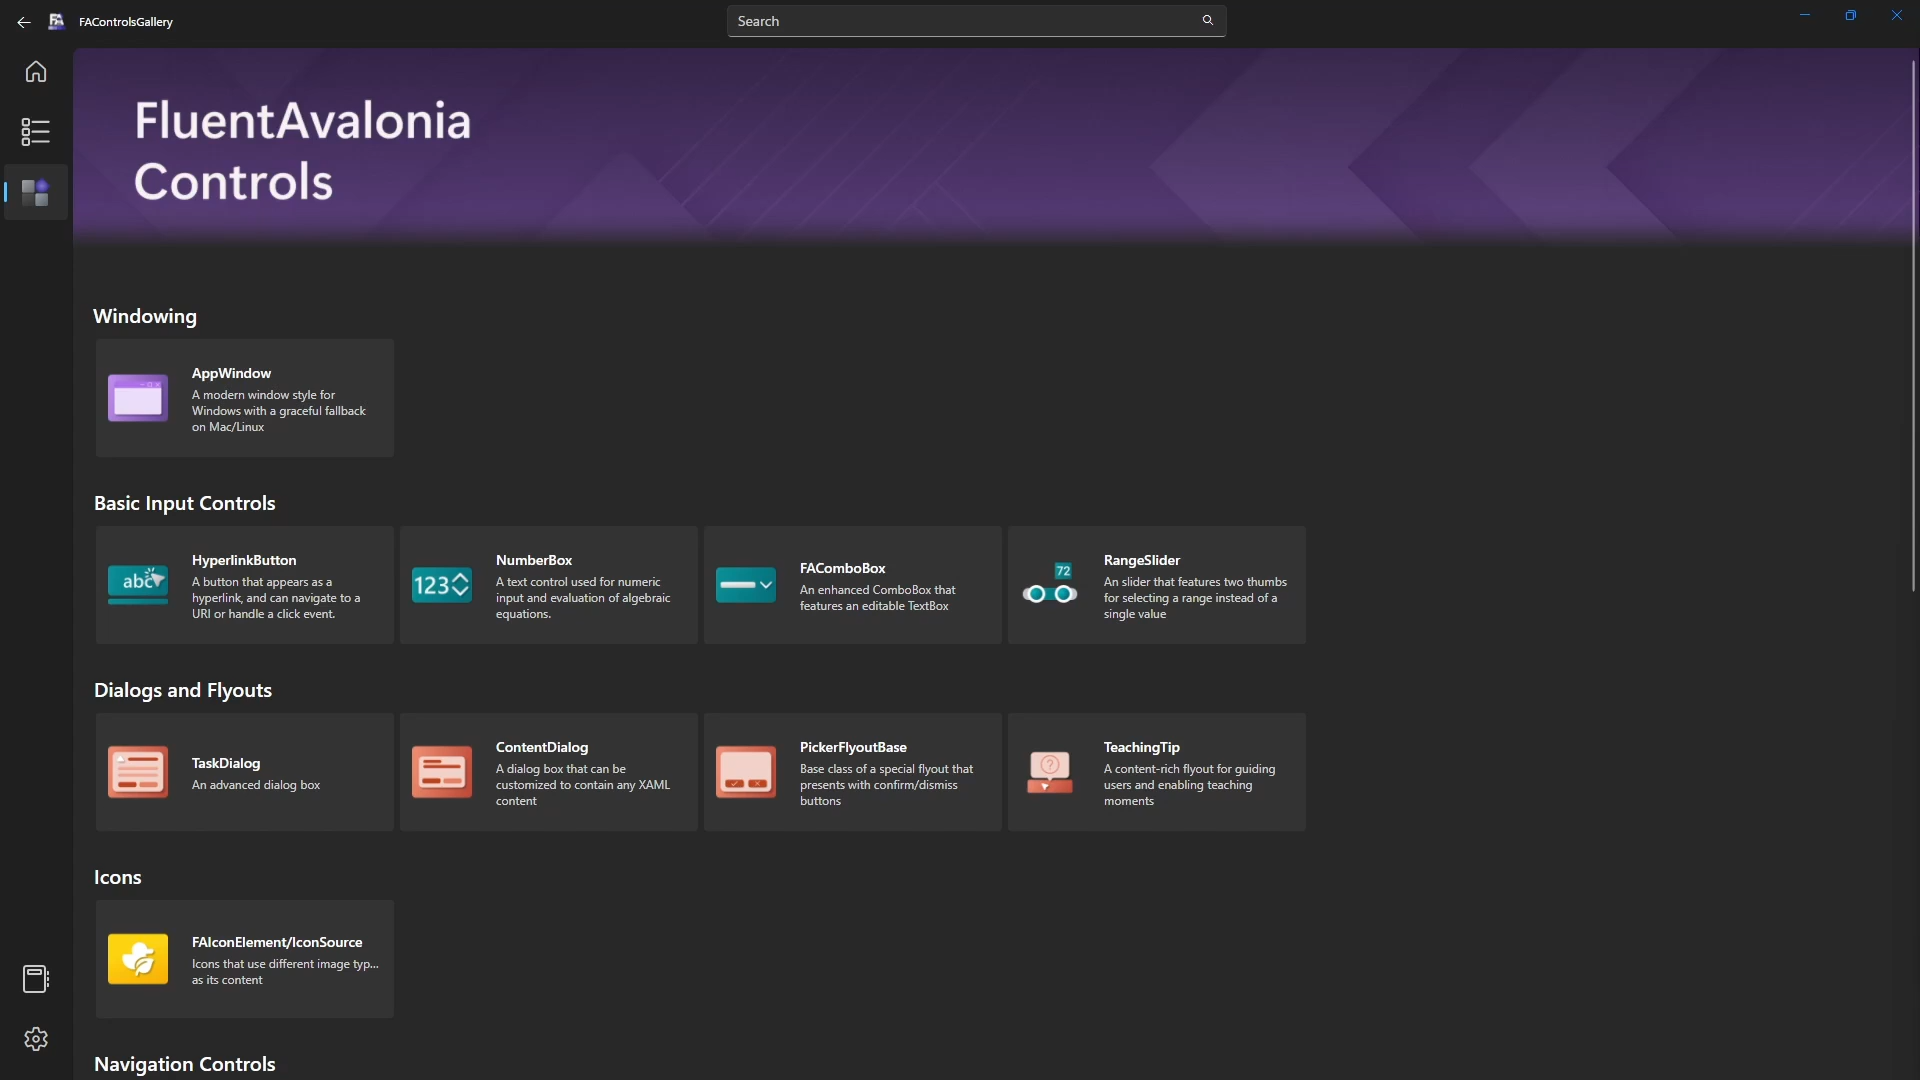 FAControlsGallery
Search
FluentAvalonia
Controls
Windowing
AppWindow
A modern window style for
Windows with a graceful fallback
on Mac/Linux
Basic Input Controls
abc
HyperlinkButton
A button that appears as a
hyperlink, and can navigate to a
URI or handle a click event.
123
NumberBox
A text control used for numeric
input and evaluation of algebraic
equations.
FAComboBox
An enhanced ComboBox that
features an editable TextBox
72
RangeSlider
An slider that features two thumbs
for selecting a range instead of a
single value
Dialogs and Flyouts
TaskDialog
An advanced dialog box
ContentDialog
A dialog box that can be
customized to contain any XAML
content
PickerFlyoutBase
Base class of a special flyout that
presents with confirm/dismiss
buttons
TeachingTip
A content-rich flyout for guiding
users and enabling teaching
moments
Icons
FAIconElement/IconSource
Icons that use different image typ...
as its content
Navigation Controls